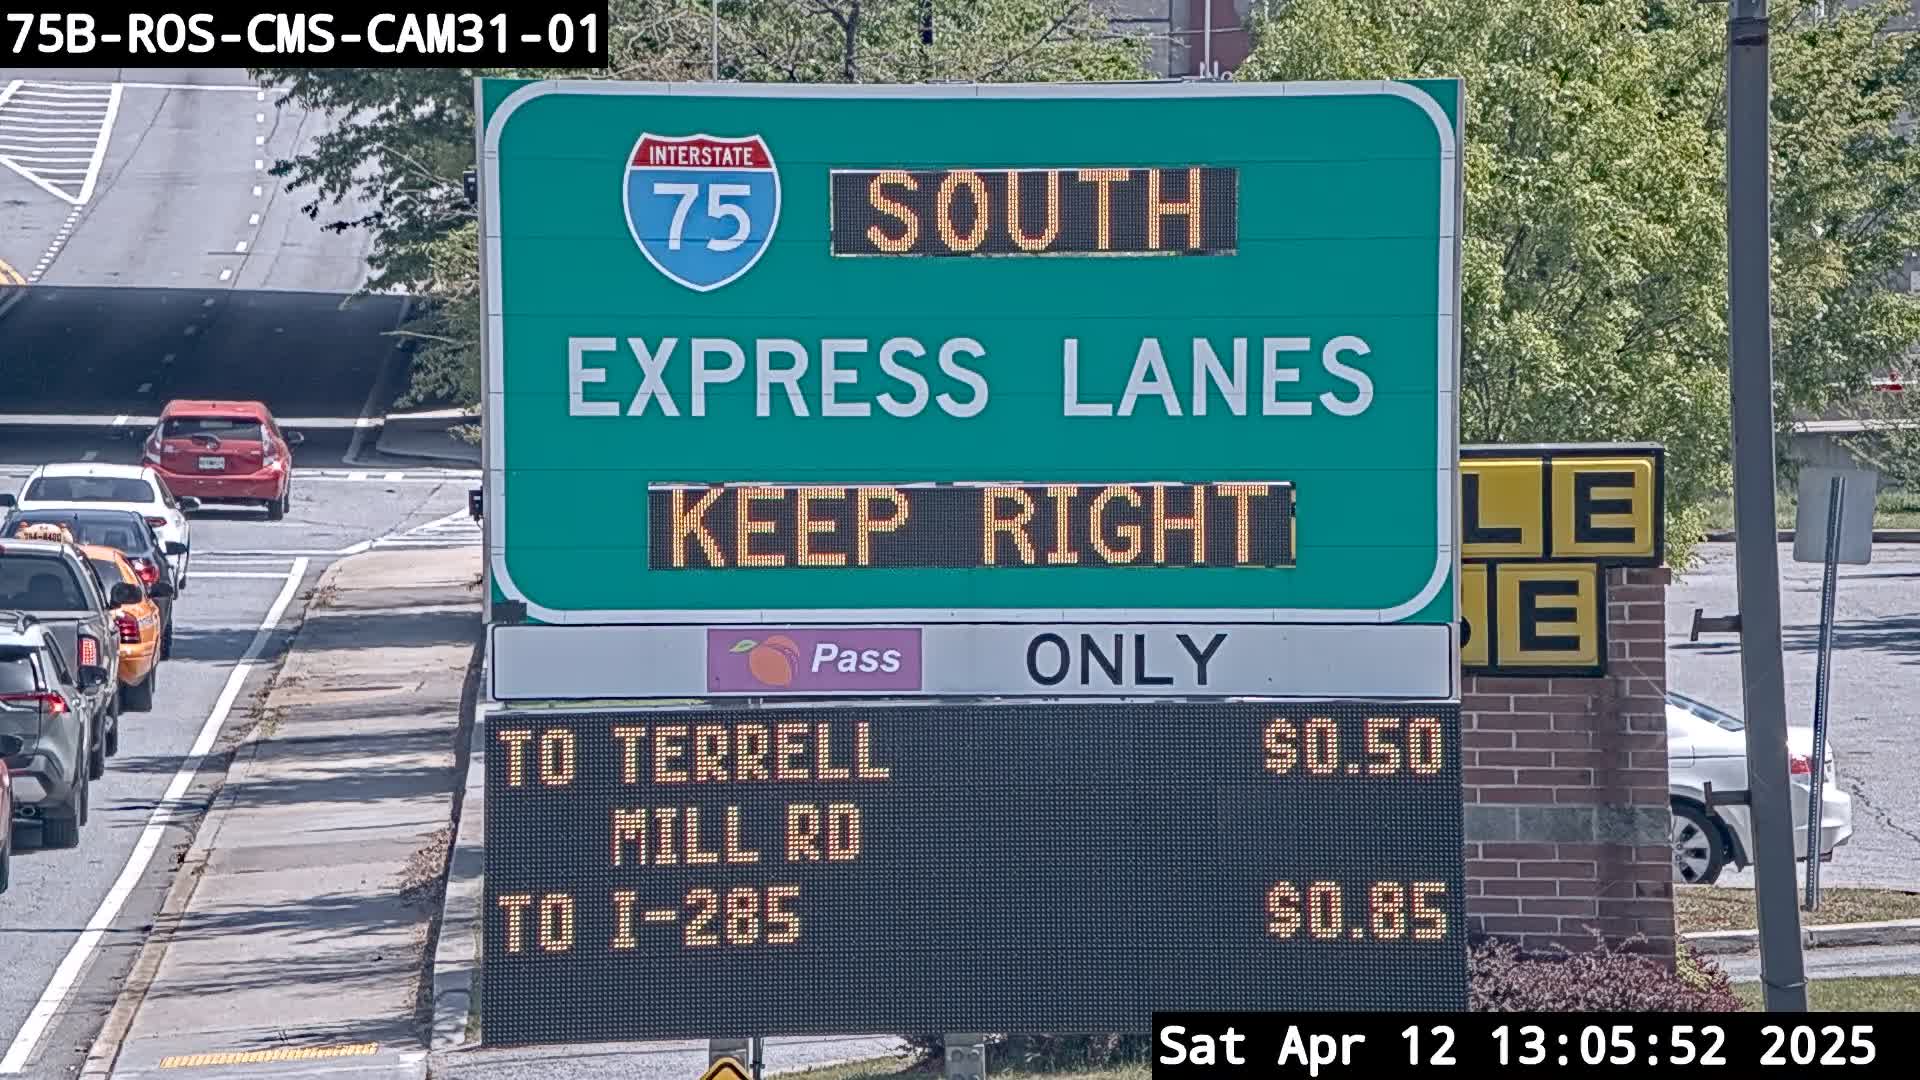 75B-ROS-CMS-CAM31-01
INTERSTATE
75
SOUTH
EXPRESS LANES
KEEP RIGHT
LE
E
Pass ONLY
TO TERRELL $0.50
MILL RD
TO I-285 $0.85
Sat Apr 12 13:05:52 2025